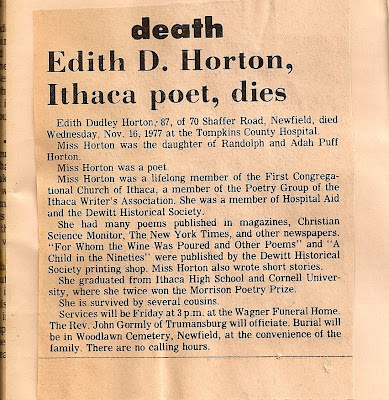 death
Edith D. Horton,
Ithaca poet, dies
Edith Dudley Horton, 87, of 70 Shaffer Road, Newfield, died
Wednesday, Nov. 16, 1977 at the Tompkins County Hospital.
Miss Horton was the daughter of Randolph and Adah Puff
Horton.
Miss Horton was a poet.
Miss Horton was a lifelong member of the First Congrega-
tional Church of Ithaca, a member of the Poetry Group of the
Ithaca Writer's Association. She was a member of Hospital Aid
and the Dewitt Historical Society.
She had many poems published in magazines, Christian
Science Monitor, The New York Times, and other newspapers.
"For Whom the Wine Was Poured and Other Poems" and "A
Child in the Nineties" were published by the Dewitt Historical
Society printing shop. Miss Horton also wrote short stories.
She graduated from Ithaca High School and Cornell Univer-
sity, where she twice won the Morrison Poetry Prize.
She is survived by several cousins.
Services will be Friday at 3 p.m. at the Wagner Funeral Home.
The Rev. John Gormly of Trumansburg will officiate. Burial will
be in Woodlawn Cemetery, Newfield, at the convenience of the
family. There are no calling hours.